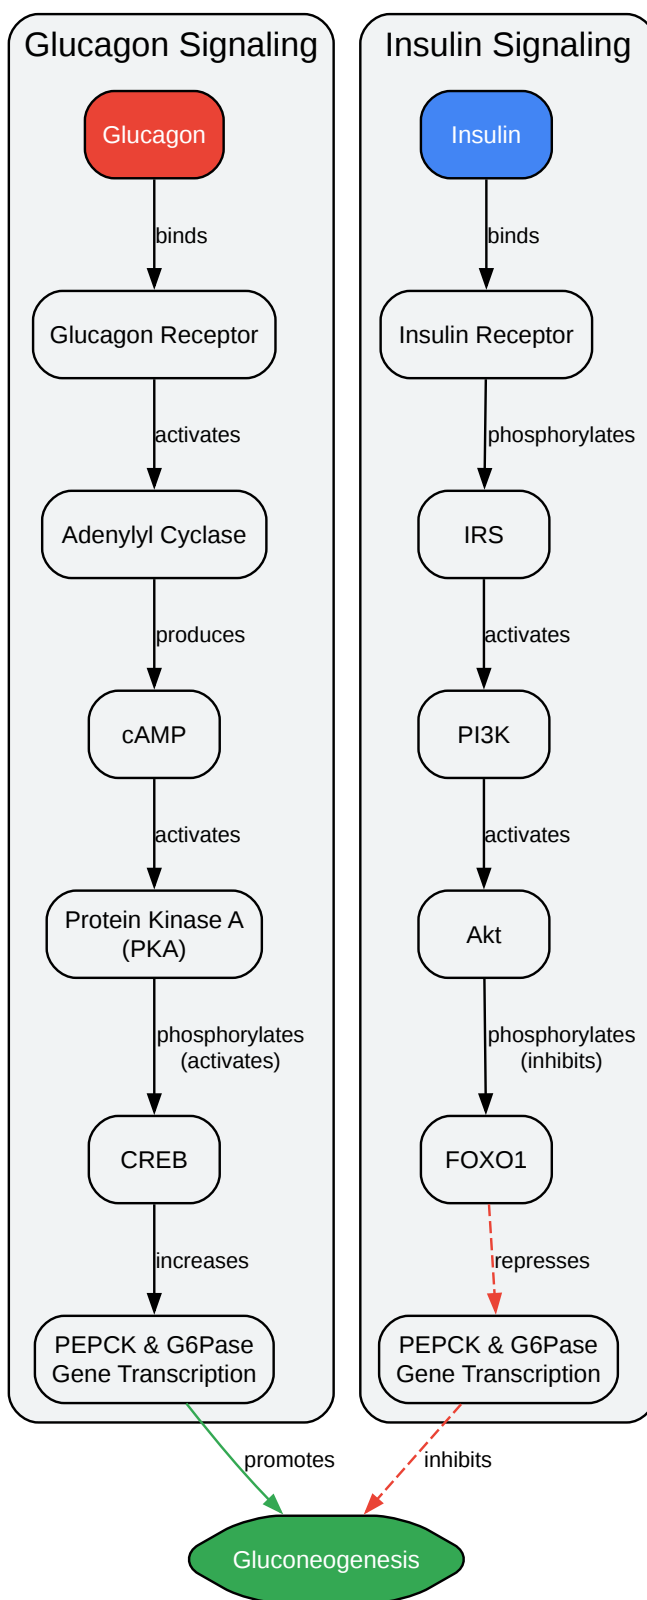 Glucagon Signaling
Glucagon
binds
Glucagon Receptor
activates
Adenylyl Cyclase
produces
cAMP
activates
Protein Kinase A
(PKA)
phosphorylates
(activates)
CREB
increases
PEPCK & G6Pase
Gene Transcription
promotes
Insulin Signaling
Insulin
binds
Insulin Receptor
phosphorylates
IRS
activates
PI3K
activates
Akt
phosphorylates
(inhibits)
FOXO1
represses
PEPCK & G6Pase
Gene Transcription
inhibits
Gluconeogenesis